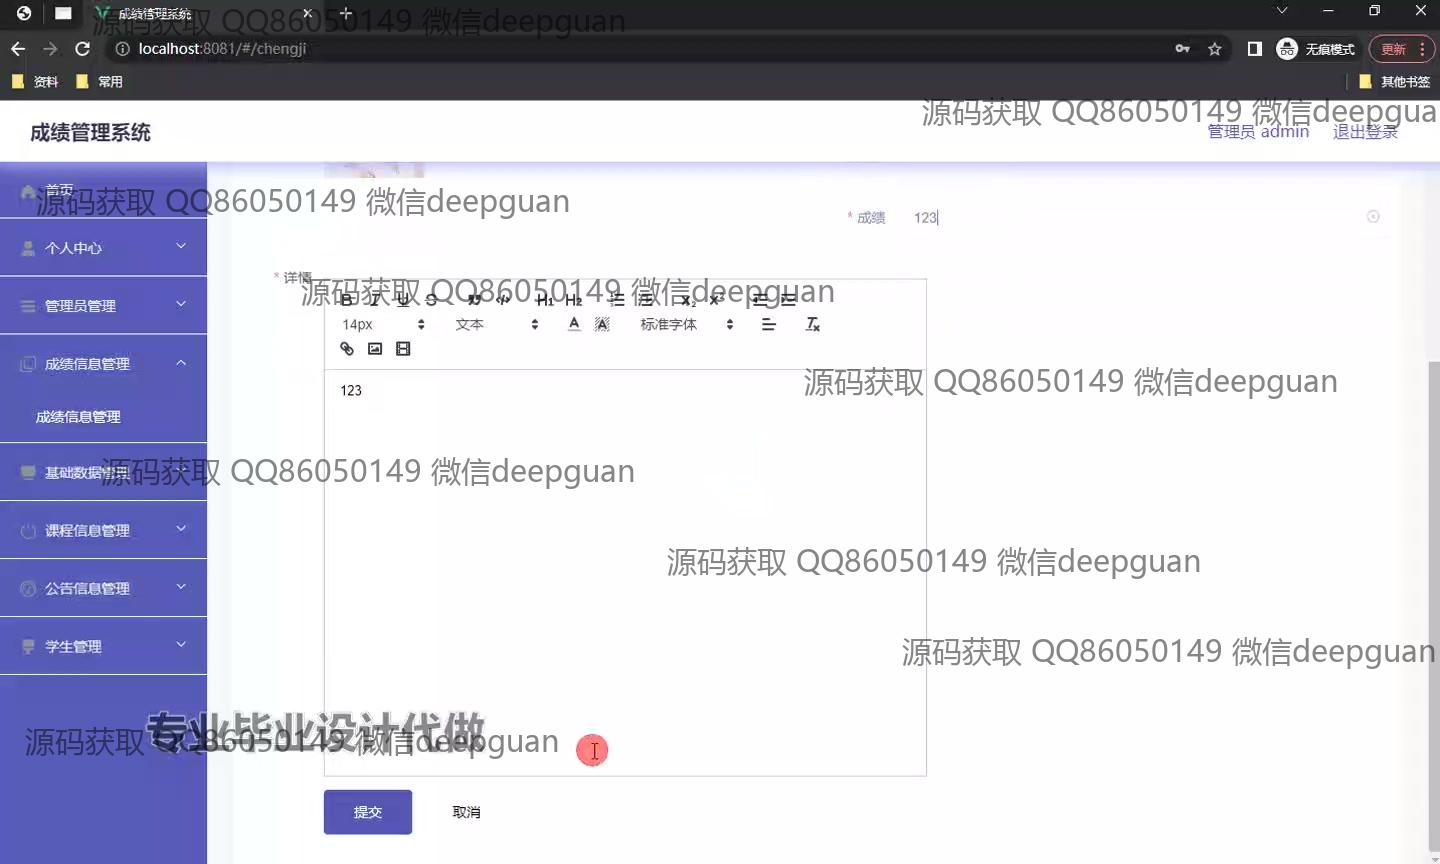 成绩管理系统
源码获取 QQ86050149 微信deepguan
localhost:8081/#/chengji
无痕模式
更新
资料
常用
其他书签
源码获取 QQ86050149 微信deepgua
成绩管理系统
管理员 admin
退出登录
首页
源码获取 QQ86050149 微信deepguan
* 成绩
123
个人中心
* 详情
源码获取 QQ86050149 微信deepguan
管理员管理
B I U S H1 H2 X₂ X²
14px
文本
A
A
标准字体
成绩信息管理
源码获取 QQ86050149 微信deepguan
123
成绩信息管理
基础数据管理
源码获取 QQ86050149 微信deepguan
课程信息管理
源码获取 QQ86050149 微信deepguan
公告信息管理
学生管理
源码获取 QQ86050149 微信deepguan
专业毕业设计代做
源码获取 QQ86050149 微信deepguan
提交
取消